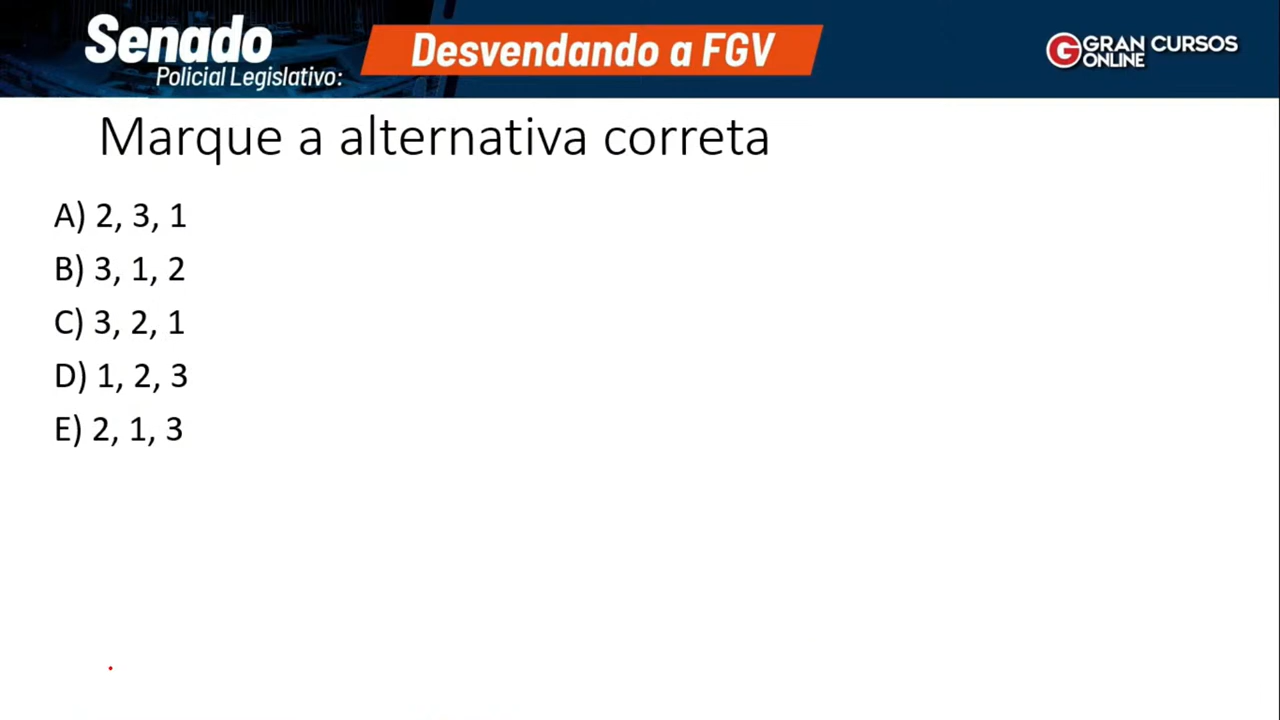 Senado
Policial Legislativo:
Desvendando a FGV
GRAN CURSOS
ONLINE
Marque a alternativa correta
A) 2, 3, 1
B) 3, 1, 2
C) 3, 2, 1
D) 1, 2, 3
E) 2, 1, 3